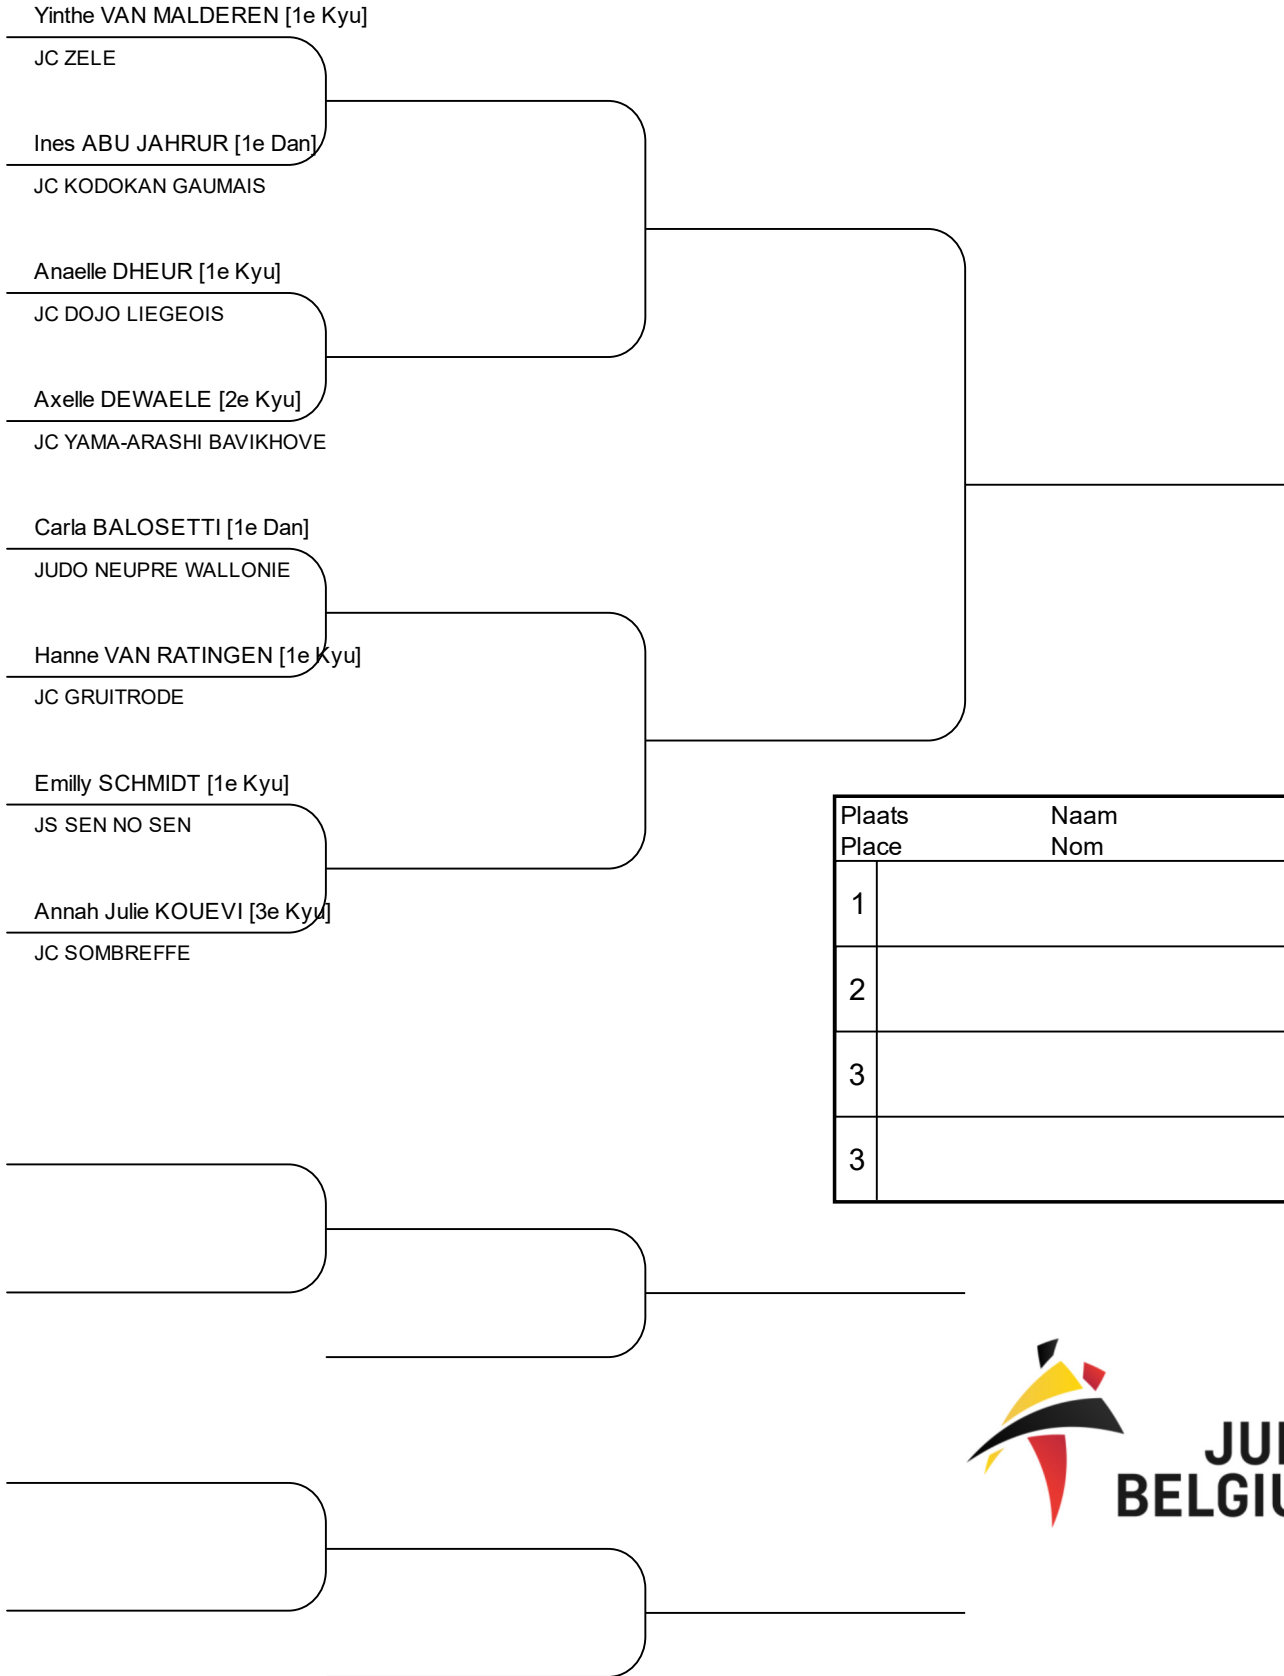 Yinthe VAN MALDEREN [1e Kyu]
JC ZELE
Ines ABU JAHRUR [1e Dan]
JC KODOKAN GAUMAIS
Anaelle DHEUR [1e Kyu]
JC DOJO LIEGEOIS
Axelle DEWAELE [2e Kyu]
JC YAMA-ARASHI BAVIKHOVE
Carla BALOSETTI [1e Dan]
JUDO NEUPRE WALLONIE
Hanne VAN RATINGEN [1e Kyu]
JC GRUITRODE
Emilly SCHMIDT [1e Kyu]
JS SEN NO SEN
Annah Julie KOUEVI [3e Kyu]
JC SOMBREFFE
Plaats Naam
Place Nom
1
2
3
3